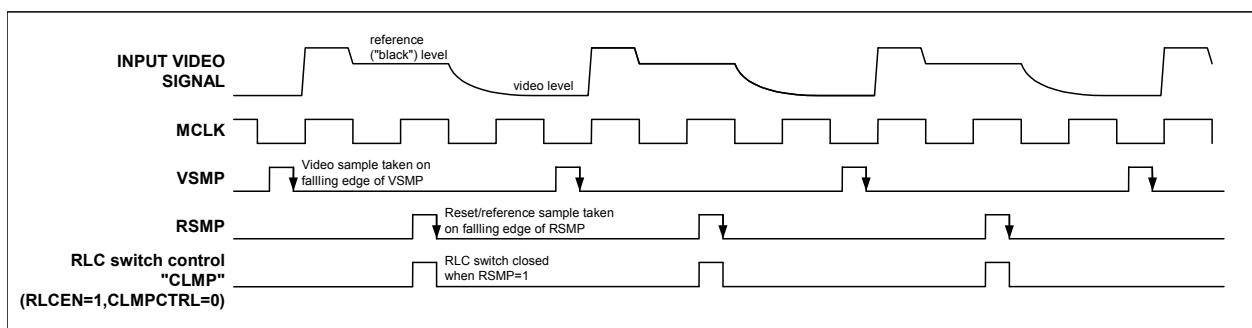 reference
("black") level
INPUT VIDEO
SIGNAL
video level
MCLK
Video sample taken on
fallling edge of VSMP
VSMP
Reset/reference sample taken
on fallling edge of RSMP
RSMP
RLC switch control
"CLMP"
(RLCEN=1,CLMPCTRL=0)
RLC switch closed
when RSMP=1